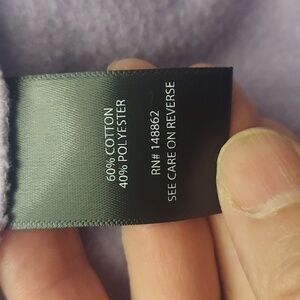 60% COTTON
40% POLYESTER
RN# 148862
SEE CARE ON REVERSE